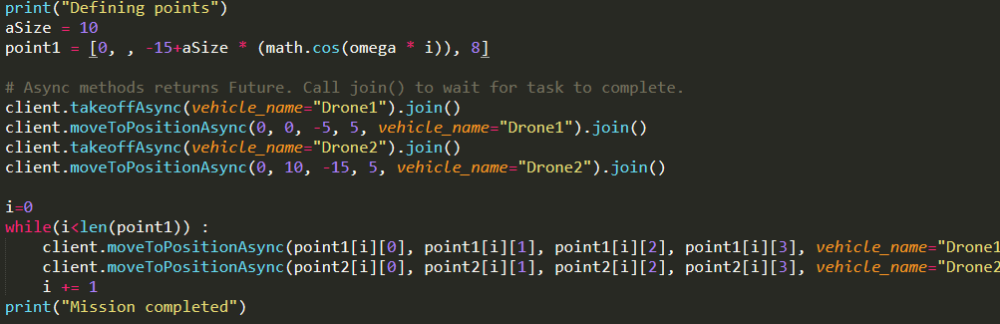 print("Defining points")
aSize = 10
point1 = [0, , -15+aSize * (math.cos(omega * i)), 8]
# Async methods returns Future. Call join() to wait for task to complete.
client.takeoffAsync(vehicle_name="Drone1").join()
client.moveToPositionAsync(0, 0, -5, 5, vehicle_name="Drone1").join()
client.takeoffAsync(vehicle_name="Drone2").join()
client.moveToPositionAsync(0, 10, -15, 5, vehicle_name="Drone2").join()
i=0
while(i<len(point1)) :
    client.moveToPositionAsync(point1[i][0], point1[i][1], point1[i][2], point1[i][3], vehicle_name="Drone1
    client.moveToPositionAsync(point2[i][0], point2[i][1], point2[i][2], point2[i][3], vehicle_name="Drone2
    i += 1
print("Mission completed")